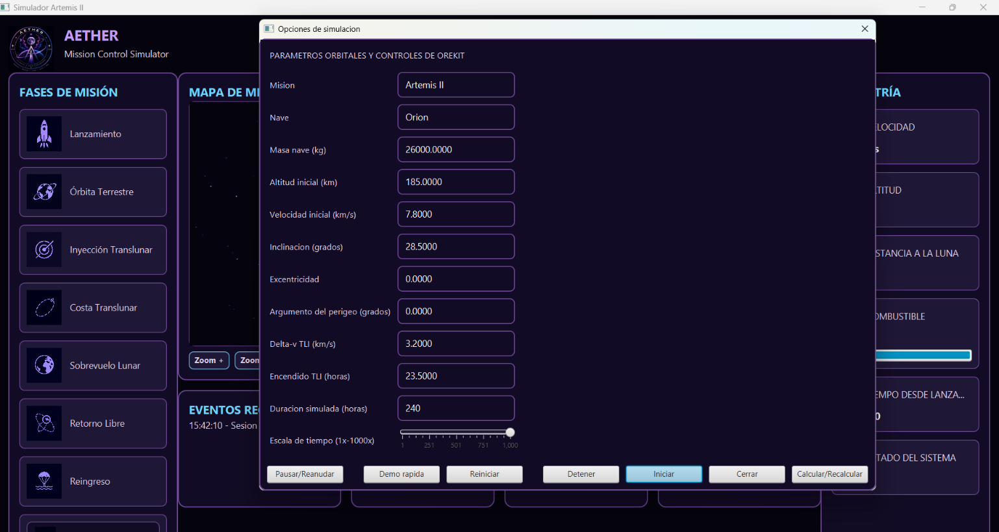 Simulador Artemis II
AETHER
Mission Control Simulator
FASES DE MISIÓN
Lanzamiento
Órbita Terrestre
Inyección Translunar
Costa Translunar
Sobrevuelo Lunar
Retorno Libre
Reingreso
MAPA DE MI
Zoom +
Zoom
EVENTOS RE
15:42:10 - Sesion
Opciones de simulacion
PARAMETROS ORBITALES Y CONTROLES DE OREKIT
Mision Artemis II
Nave Orion
Masa nave (kg) 26000.0000
Altitud inicial (km) 185.0000
Velocidad inicial (km/s) 7.8000
Inclinacion (grados) 28.5000
Excentricidad 0.0000
Argumento del perigeo (grados) 0.0000
Delta-v TLI (km/s) 3.2000
Encendido TLI (horas) 23.5000
Duracion simulada (horas) 240
Escala de tiempo (1x-1000x)
1 251 501 751 1,000
Pausar/Reanudar
Demo rapida
Reiniciar
Detener
Iniciar
Cerrar
Calcular/Recalcular
TRÍA
LOCIDAD
s
TITUD
STANCIA A LA LUNA
OMBUSTIBLE
EMPO DESDE LANZA...
0
TADO DEL SISTEMA